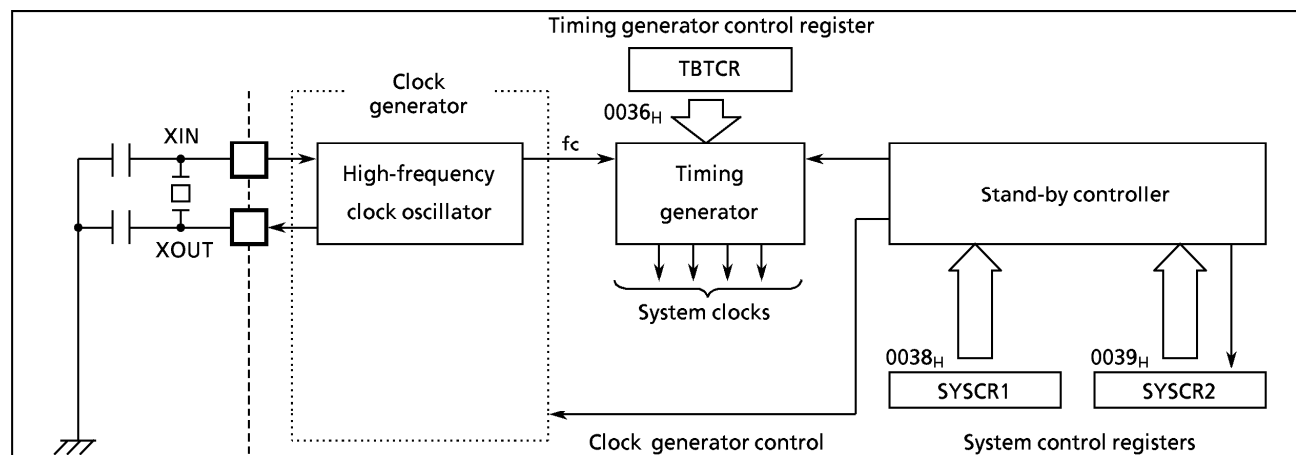 Timing generator control register
TBTCR
Clock
generator
0036H
XIN
fc
High-frequency
clock oscillator
Timing
generator
Stand-by controller
XOUT
System clocks
0038H
0039H
SYSCR1
SYSCR2
Clock generator control
System control registers